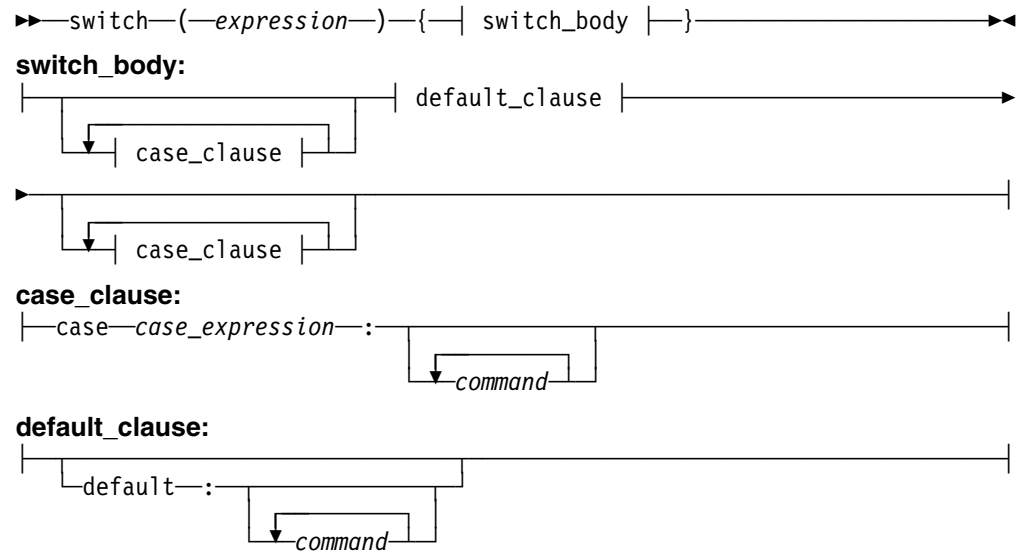 switch ( expression ) { switch_body }
switch_body:
default_clause
case_clause
case_clause
case_clause:
case case_expression :
command
default_clause:
default :
command